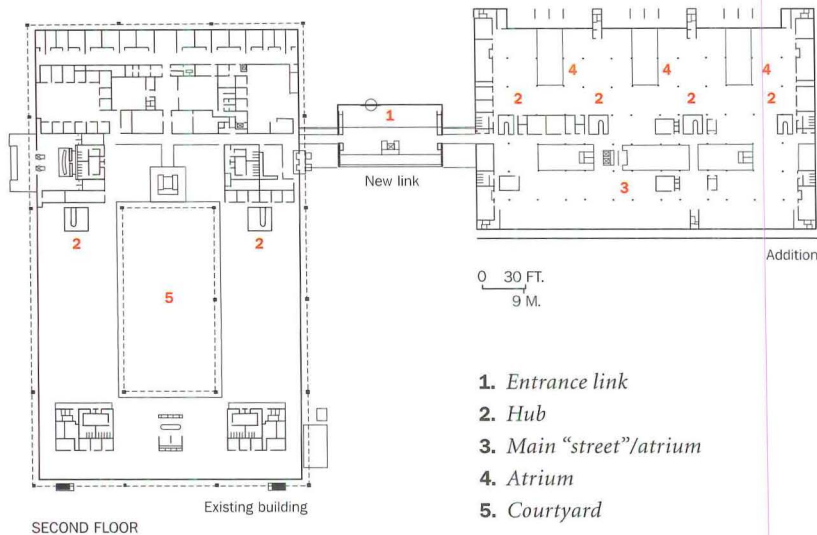 4 4 4
2 2 2 2
1
New link
3
2 2
Addition
0 30 FT.
9 M.
5
1. Entrance link
2. Hub
3. Main “street”/atrium
4. Atrium
5. Courtyard
Existing building
SECOND FLOOR